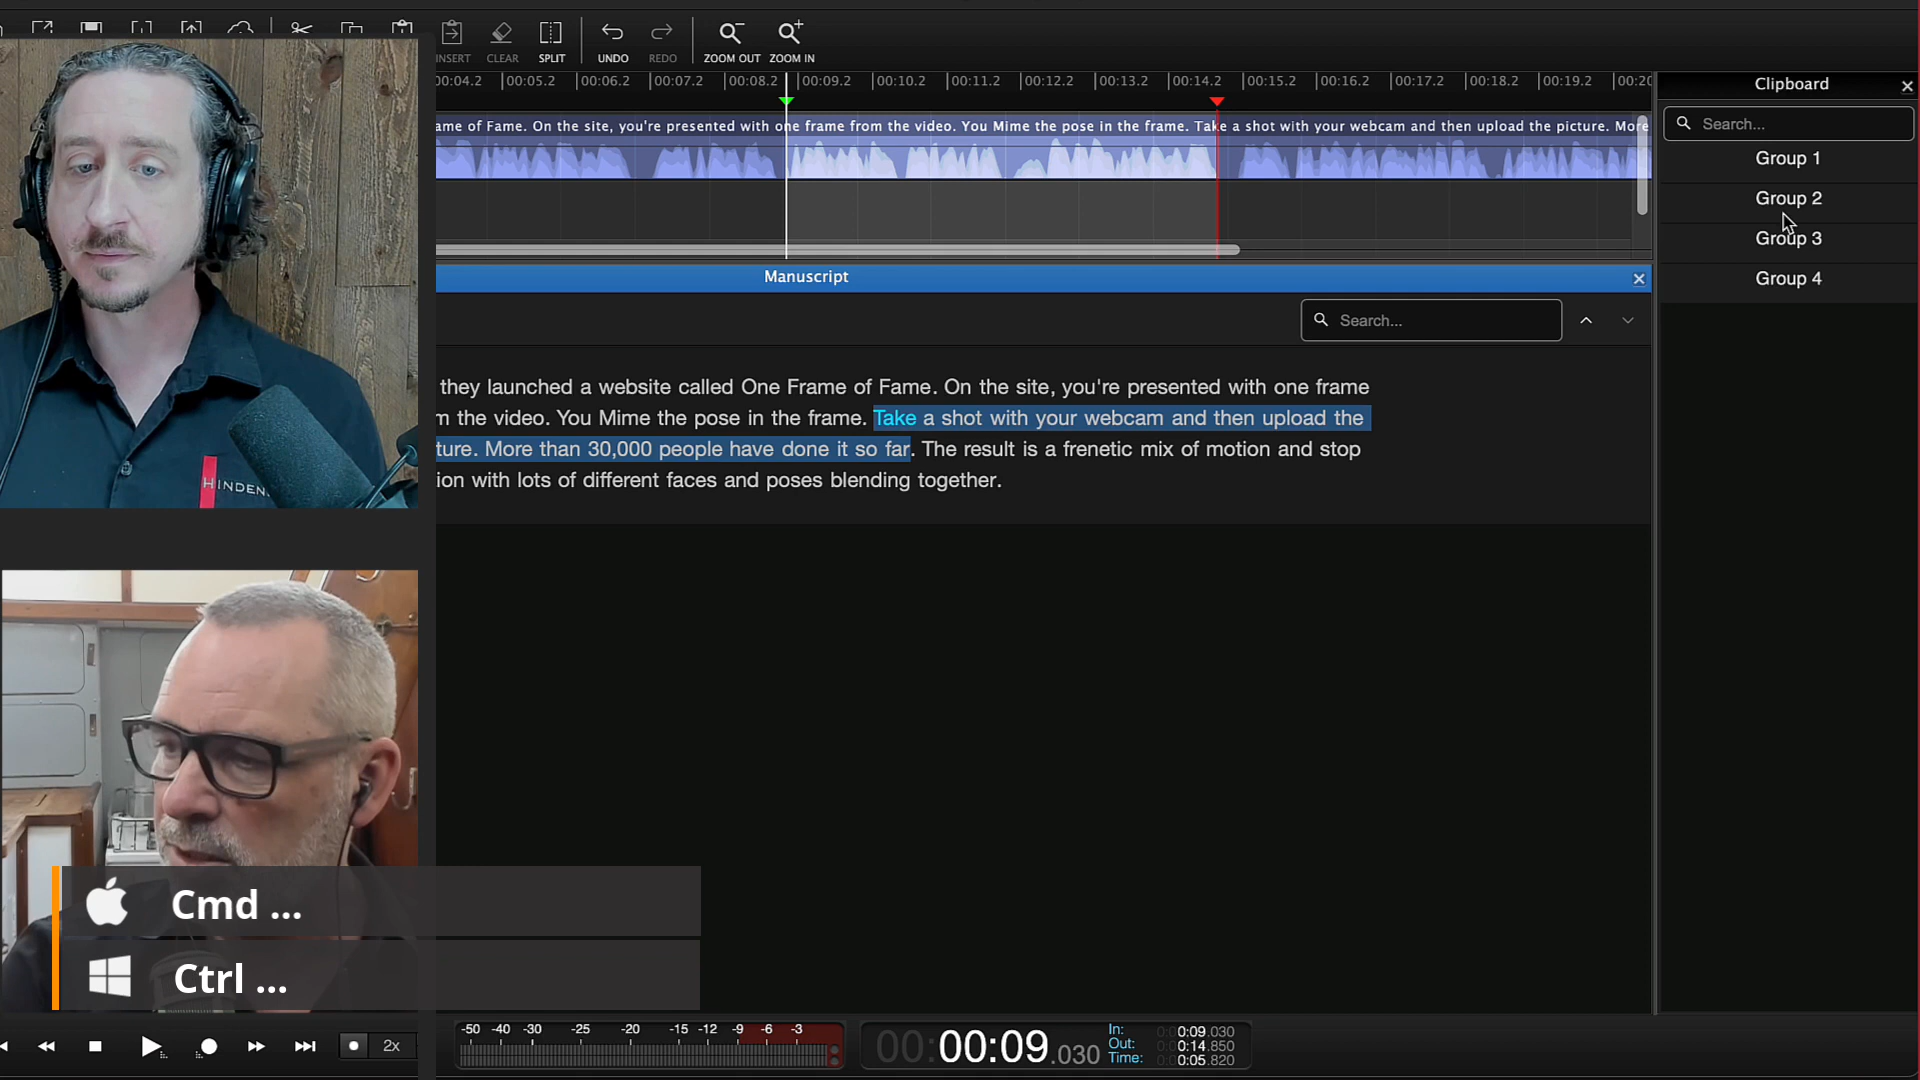 INSERT CLEAR SPLIT UNDO REDO ZOOM OUT ZOOM IN
00:04.2 00:05.2 00:06.2 00:07.2 00:08.2 00:09.2 00:10.2 00:11.2 00:12.2 00:13.2 00:14.2 00:15.2 00:16.2 00:17.2 00:18.2 00:19.2 00:20
ame of Fame. On the site, you're presented with one frame from the video. You Mime the pose in the frame. Take a shot with your webcam and then upload the picture. More
Clipboard
Search...
Group 1
Group 2
Group 3
Group 4
Manuscript
Search...
they launched a website called One Frame of Fame. On the site, you're presented with one frame
m the video. You Mime the pose in the frame. Take a shot with your webcam and then upload the
ture. More than 30,000 people have done it so far. The result is a frenetic mix of motion and stop
ion with lots of different faces and poses blending together.
HINDEN
Cmd ...
Ctrl ...
2x
-50 -40 -30 -25 -20 -15 -12 -9 -6 -3
00:00:09.030
In: 0:0:09.030
Out: 0:0:14.850
Time: 0:0:05.820